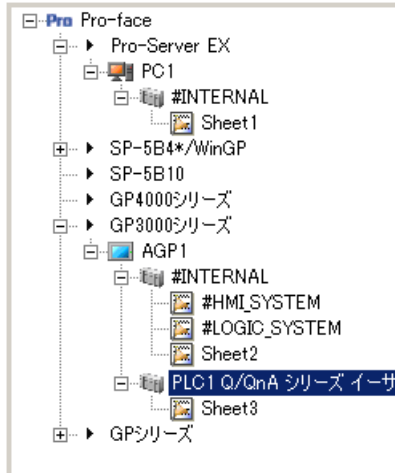 Pro Pro-face
Pro-Server EX
PC1
#INTERNAL
Sheet1
SP-5B4*/WinGP
SP-5B10
GP4000シリーズ
GP3000シリーズ
AGP1
#INTERNAL
#HMI_SYSTEM
#LOGIC_SYSTEM
Sheet2
PLC1 Q/QnA シリーズ イーサ
Sheet3
GPシリーズ